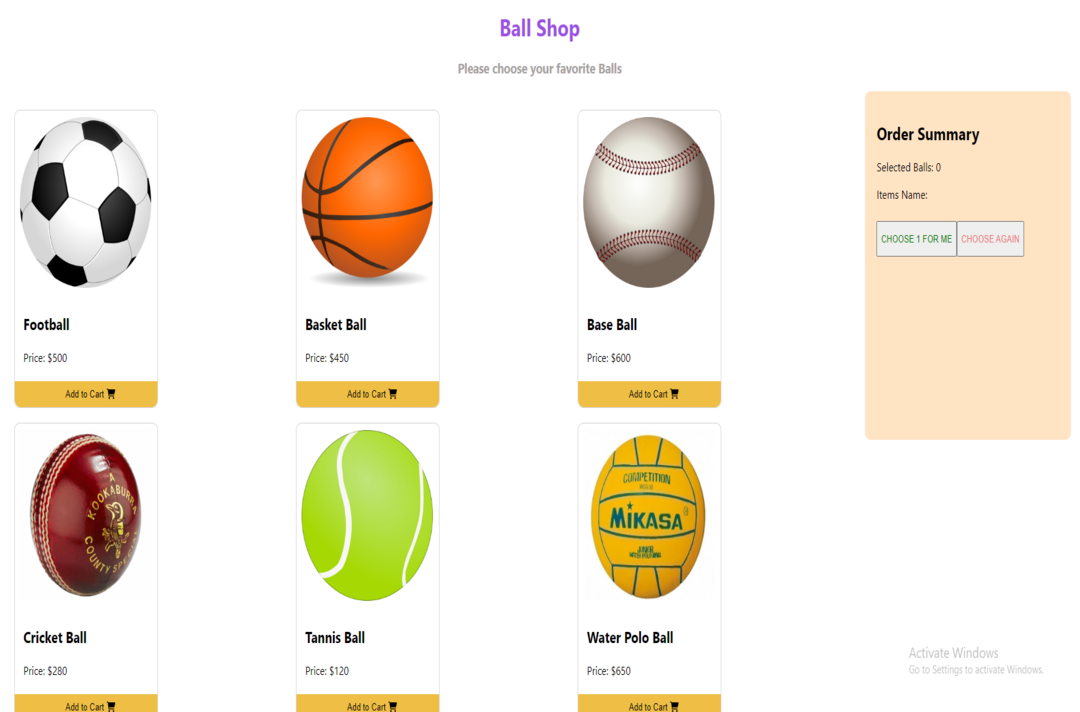 Ball Shop
Please choose your favorite Balls
Football
Price: $500
Add to Cart
Basket Ball
Price: $450
Add to Cart
Base Ball
Price: $600
Add to Cart
Order Summary
Selected Balls: 0
Items Name:
CHOOSE 1 FOR ME
CHOOSE AGAIN
A
KOOKABURRA
COUNTY SPECIAL
Cricket Ball
Price: $280
Add to Cart
Tannis Ball
Price: $120
Add to Cart
COMPETITION
MIKASA
JUNIOR
WATER POLO
Water Polo Ball
Price: $650
Add to Cart
Activate Windows
Go to Settings to activate Windows.